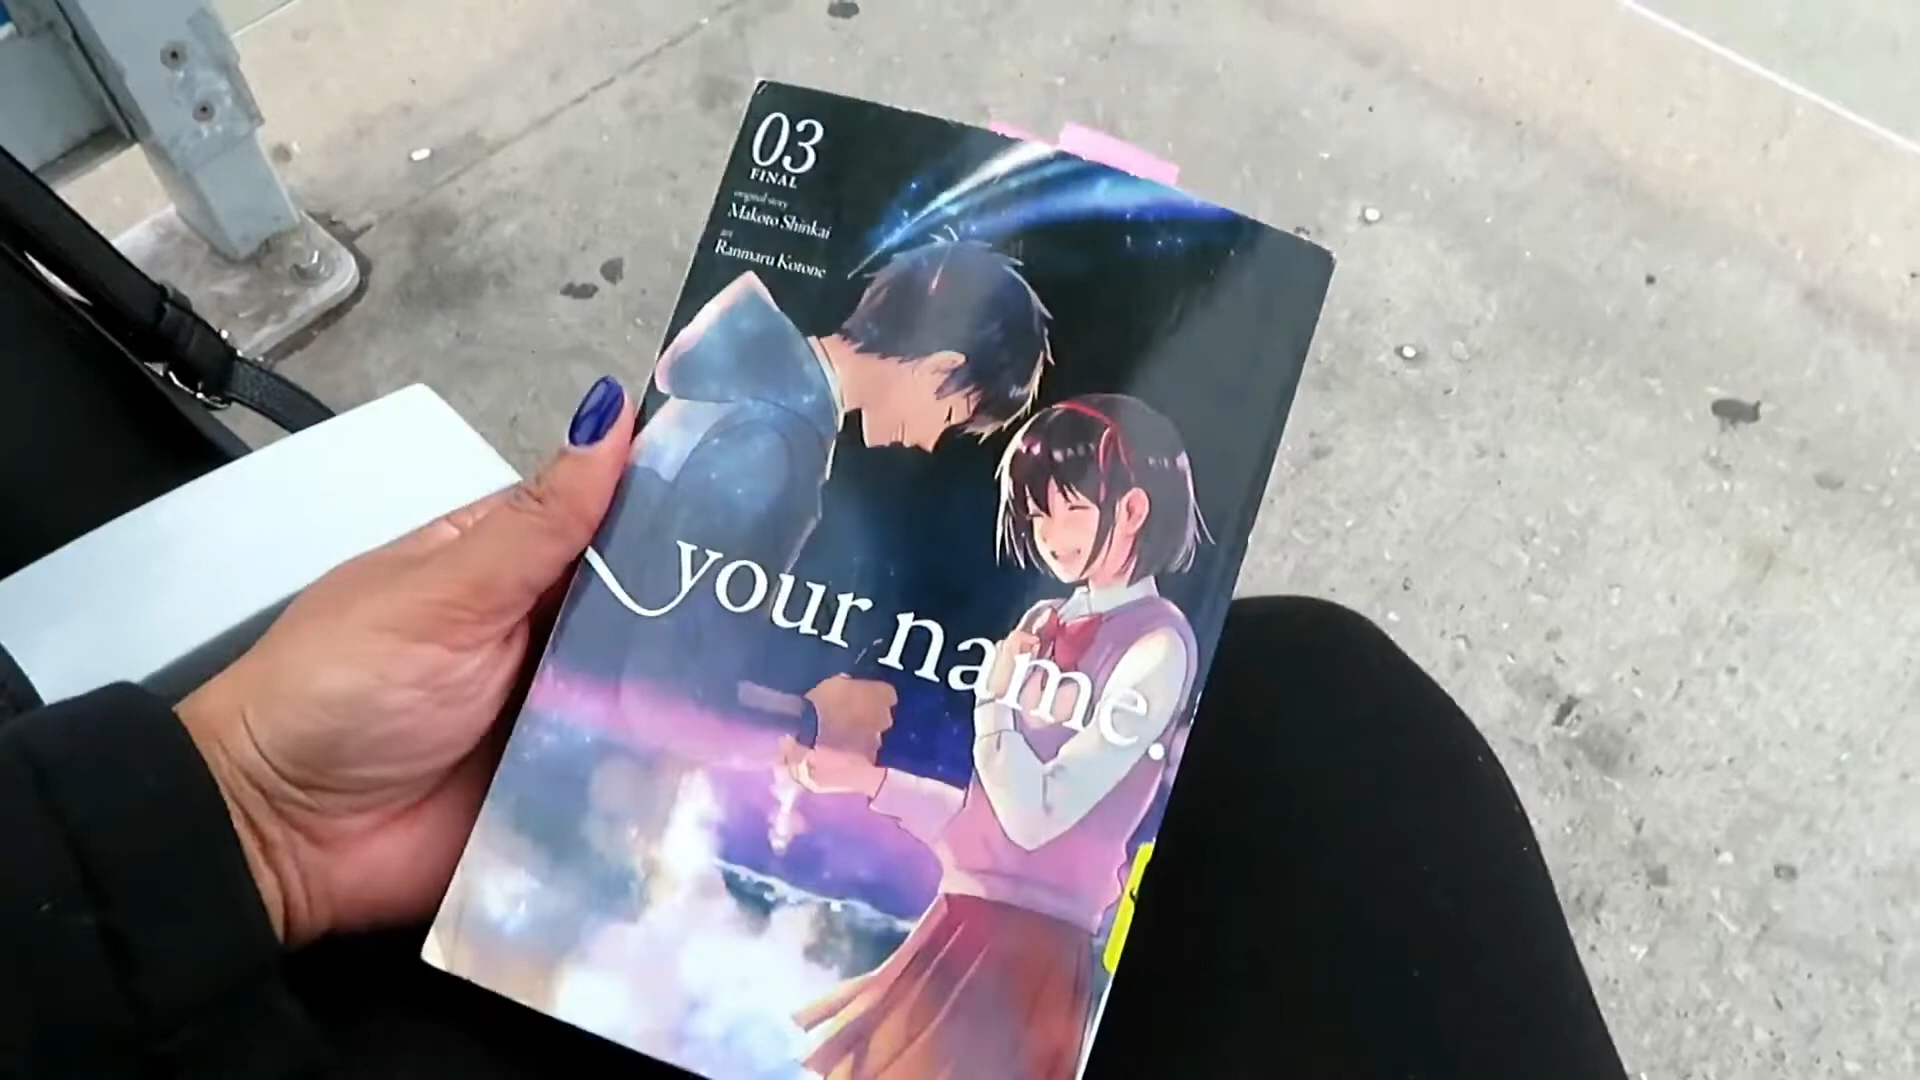 03
FINAL
original story
Makoto Shinkai
art
Ranmaru Kotone
your name.